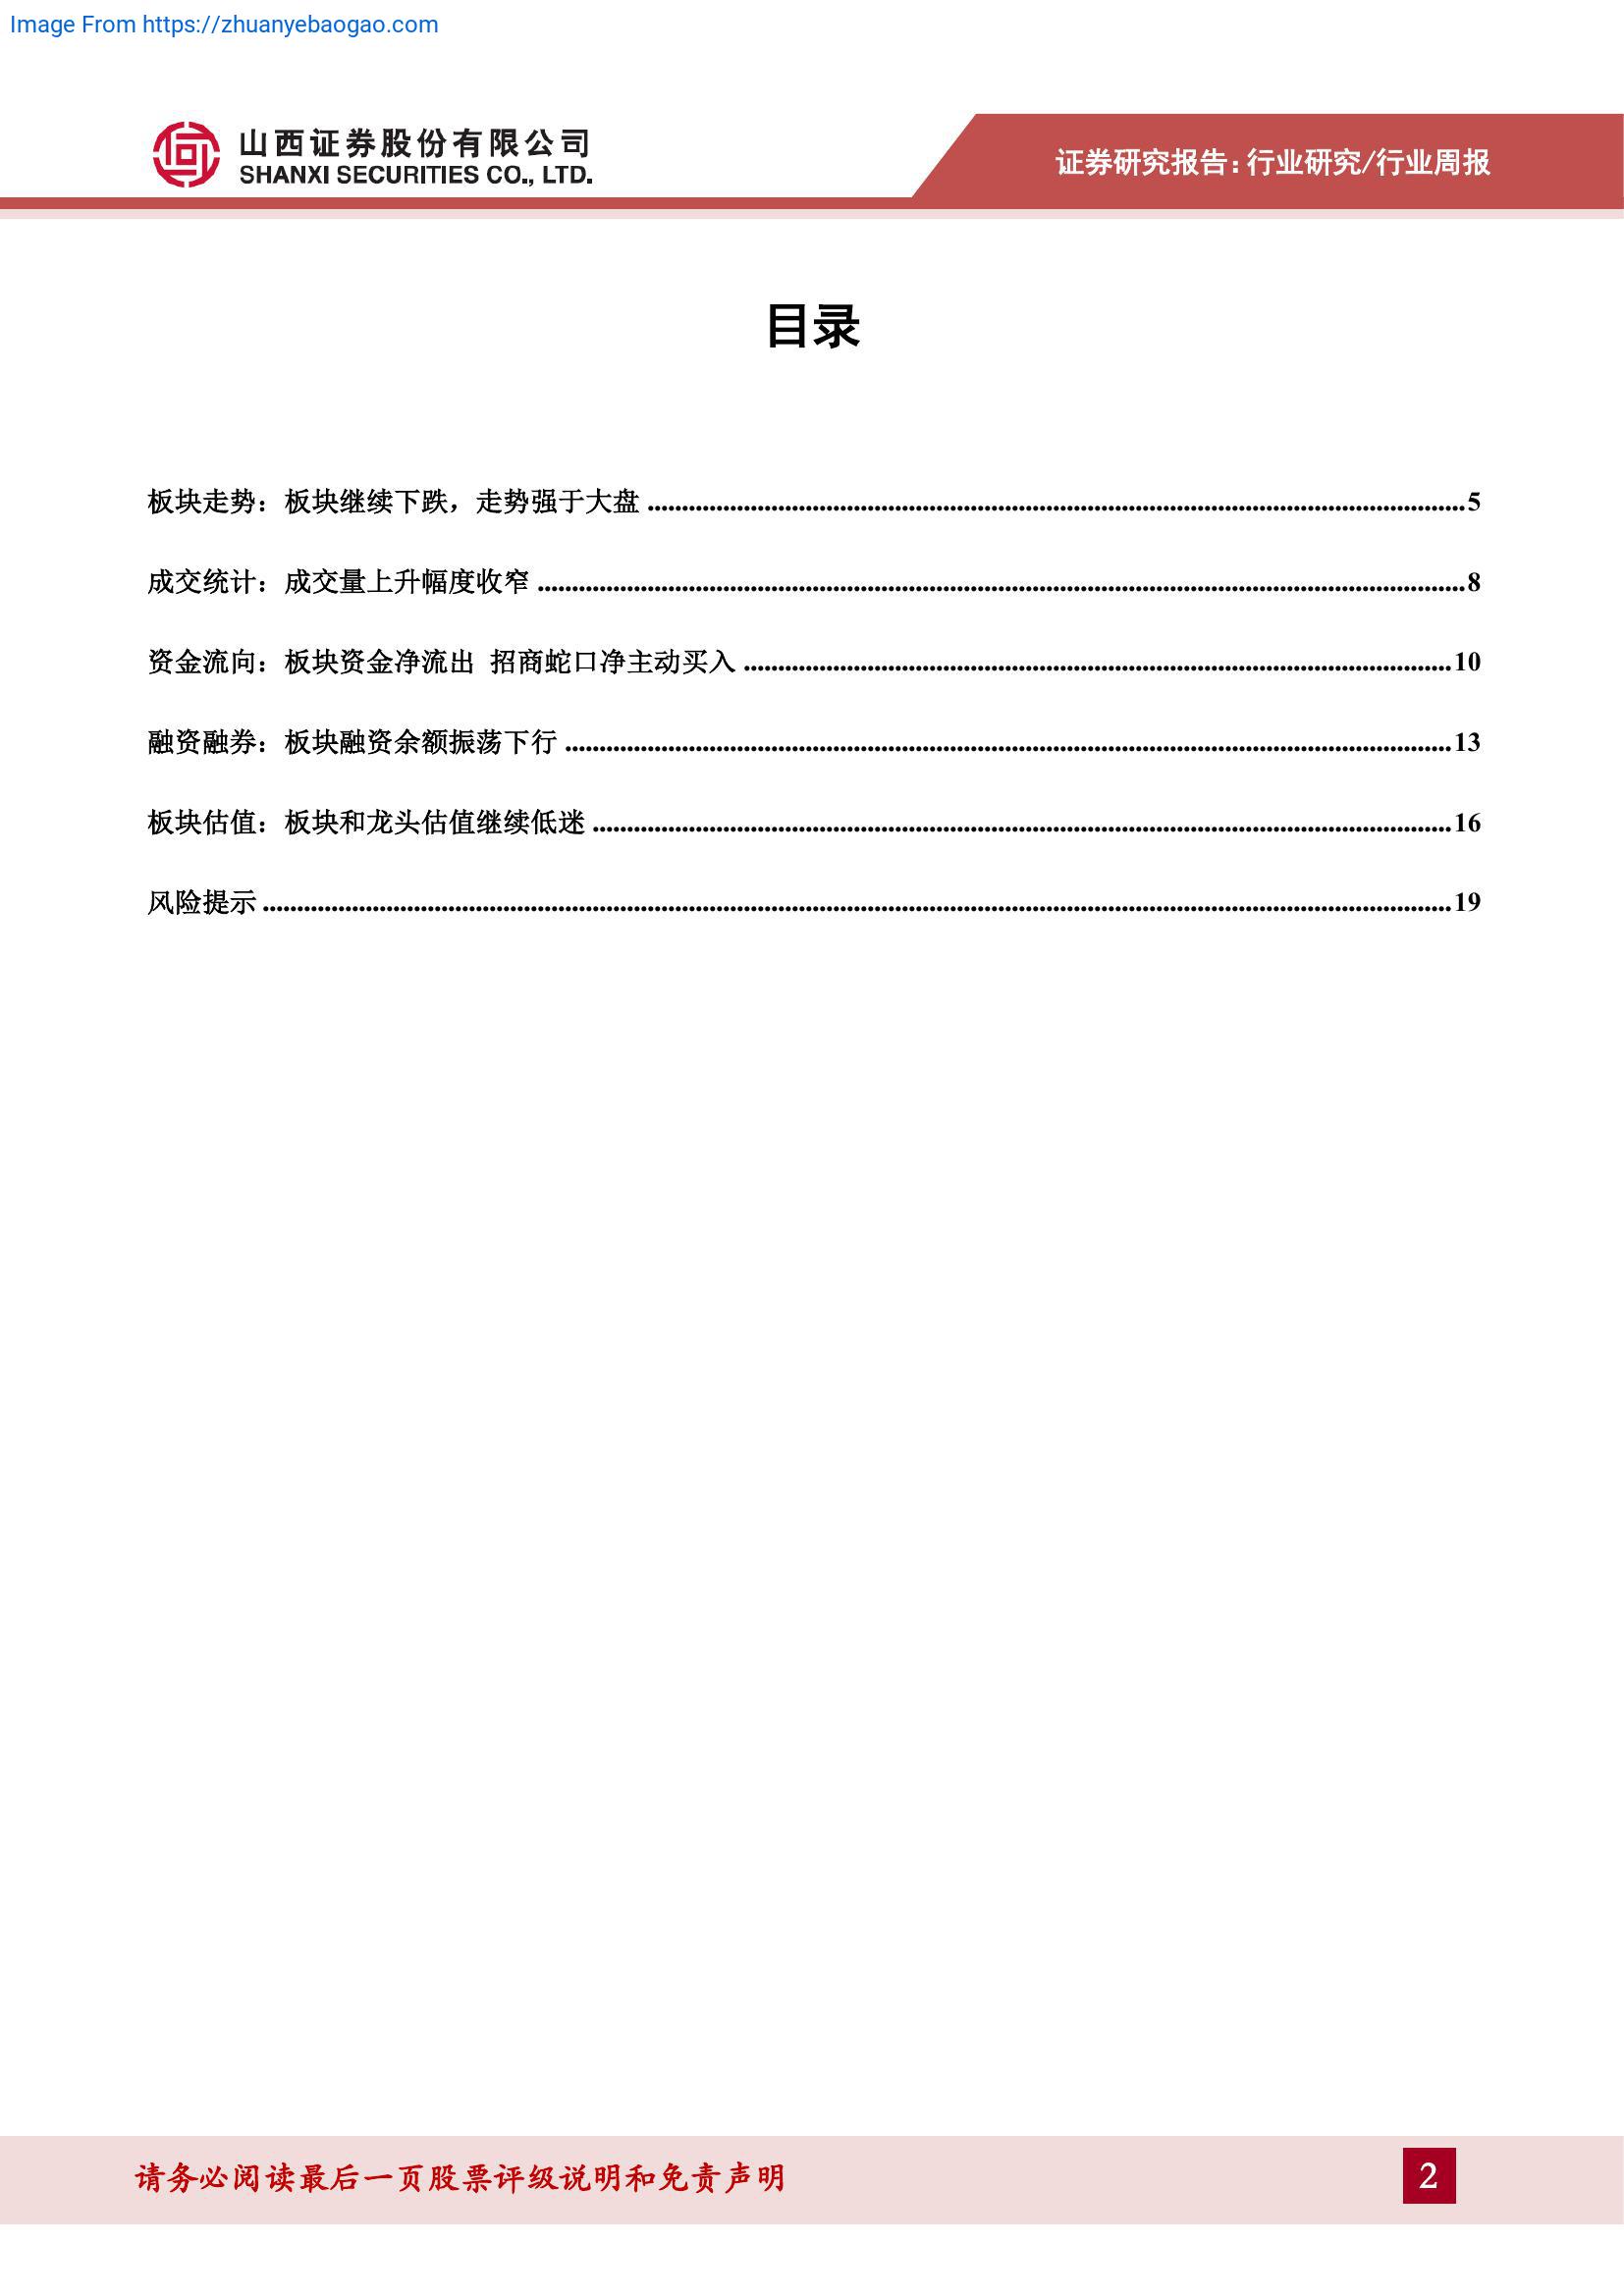 Image From https://zhuanyebaogao.com
山西证券股份有限公司
SHANXI SECURITIES CO., LTD.
证券研究报告:行业研究/行业周报
目录
板块走势：板块继续下跌，走势强于大盘 ........ 5
成交统计：成交量上升幅度收窄 ........ 8
资金流向：板块资金净流出 招商蛇口净主动买入 ........ 10
融资融券：板块融资余额振荡下行 ........ 13
板块估值：板块和龙头估值继续低迷 ........ 16
风险提示 ........ 19
请务必阅读最后一页股票评级说明和免责声明
2